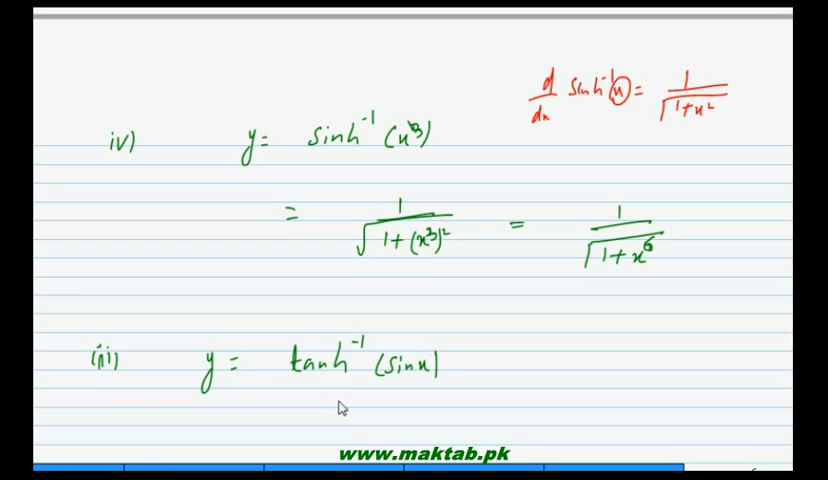 d/dx sinh⁻¹(x) = 1/√(1+x²)
iv) y = sinh⁻¹ (x³)
= 1/√(1+(x³)²) = 1/√(1+x⁶)
(iii) y = tanh⁻¹ (sinx)
www.maktab.pk